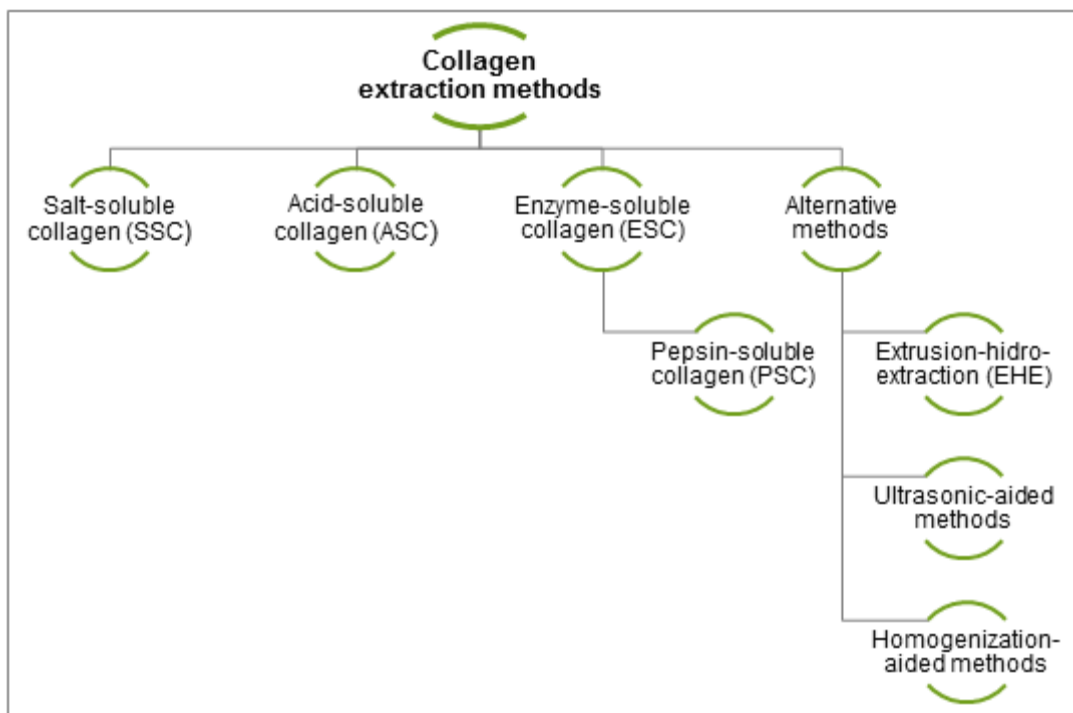 Collagen
extraction methods
Salt-soluble
collagen (SSC)
Acid-soluble
collagen (ASC)
Enzyme-soluble
collagen (ESC)
Alternative
methods
Pepsin-soluble
collagen (PSC)
Extrusion-hidro-
extraction (EHE)
Ultrasonic-aided
methods
Homogenization-
aided methods